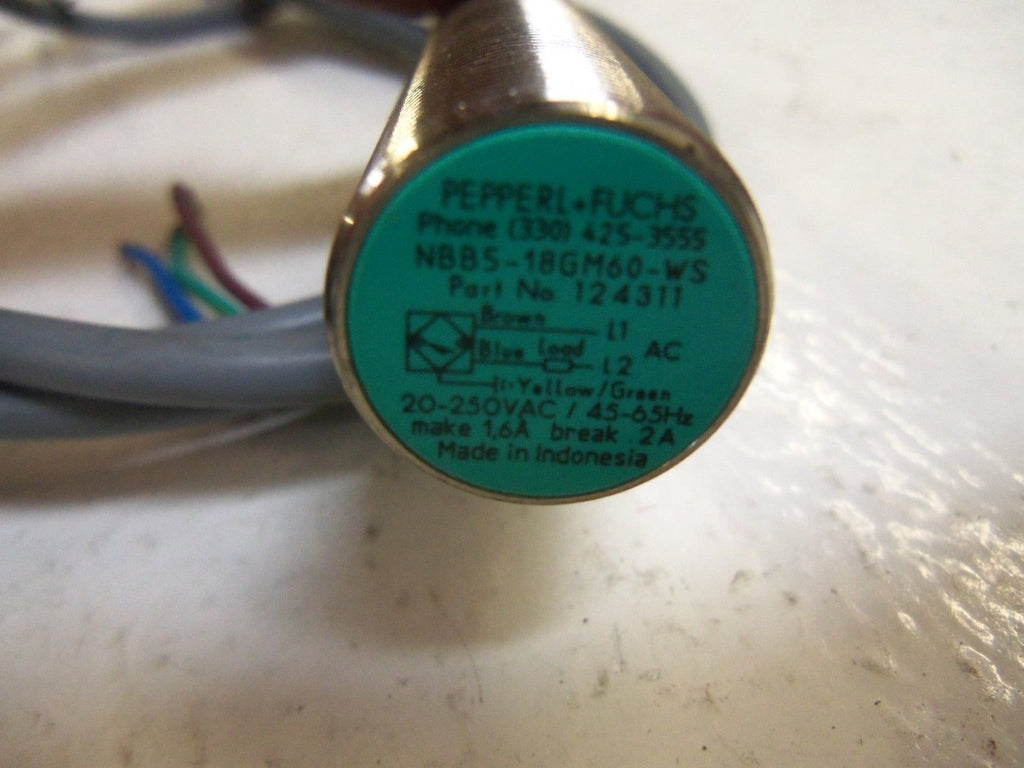 PEPPERL+FUCHS
Phone (330) 425-3555
NBB5-18GM60-WS
Part No 124311
Brown L1
AC
Blue Load L2
Yellow/Green
20-250VAC / 45-65Hz
make 1,6A break .2A
Made in Indonesia